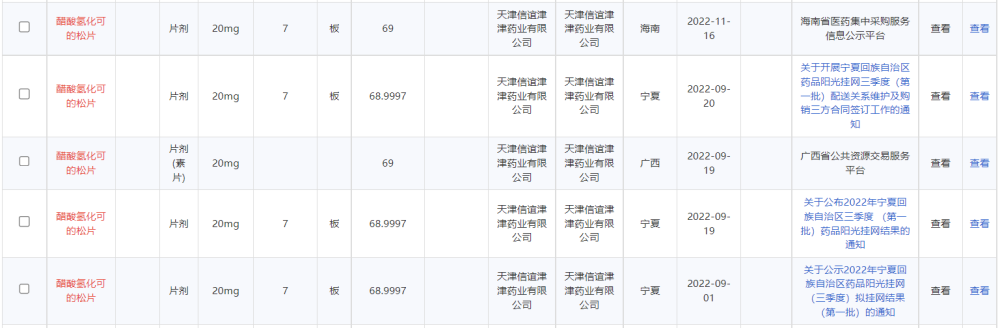 醋酸氢化可
的松片
片剂
20mg
7
板
69
天津信谊津
津药业有限
公司
天津信谊津
津药业有限
公司
海南
2022-11-
16
海南省医药集中采购服务
信息公示平台
查看
查看
醋酸氢化可
的松片
片剂
20mg
7
板
68.9997
天津信谊津
津药业有限
公司
天津信谊津
津药业有限
公司
宁夏
2022-09-
20
关于开展宁夏回族自治区
药品阳光挂网三季度（第
一批）配送关系维护及购
销三方合同签订工作的通
知
查看
查看
醋酸氢化可
的松片
片剂
(素
片)
20mg
69
天津信谊津
津药业有限
公司
天津信谊津
津药业有限
公司
广西
2022-09-
19
广西省公共资源交易服务
平台
查看
查看
醋酸氢化可
的松片
片剂
20mg
7
板
68.9997
天津信谊津
津药业有限
公司
天津信谊津
津药业有限
公司
宁夏
2022-09-
19
关于公布2022年宁夏回
族自治区三季度 （第一
批）药品阳光挂网结果的
通知
查看
查看
醋酸氢化可
的松片
片剂
20mg
7
板
68.9997
天津信谊津
津药业有限
公司
天津信谊津
津药业有限
公司
宁夏
2022-09-
01
关于公示2022年宁夏回
族自治区药品阳光挂网
（三季度）拟挂网结果
（第一批）的通知
查看
查看